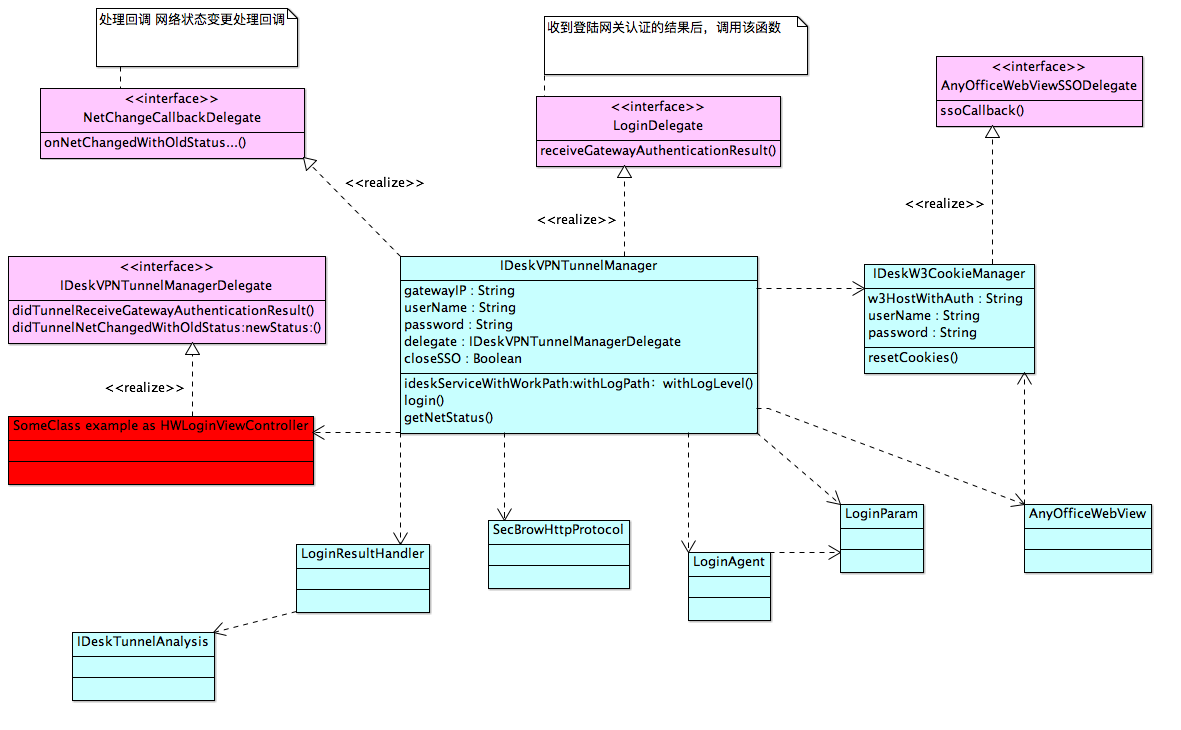 处理回调 网络状态变更处理回调
收到登陆网关认证的结果后，调用该函数
<<interface>>
NetChangeCallbackDelegate
onNetChangedWithOldStatus...()
<<interface>>
LoginDelegate
receiveGatewayAuthenticationResult()
<<interface>>
AnyOfficeWebViewSSODelegate
ssoCallback()
<<realize>>
<<realize>>
<<realize>>
<<interface>>
IDeskVPNTunnelManagerDelegate
didTunnelReceiveGatewayAuthenticationResult()
didTunnelNetChangedWithOldStatus:newStatus:()
IDeskVPNTunnelManager
gatewayIP : String
userName : String
password : String
delegate : IDeskVPNTunnelManagerDelegate
closeSSO : Boolean
ideskServiceWithWorkPath:withLogPath：withLogLevel()
login()
getNetStatus()
IDeskW3CookieManager
w3HostWithAuth : String
userName : String
password : String
resetCookies()
<<realize>>
SomeClass example as HWLoginViewController
LoginResultHandler
SecBrowHttpProtocol
LoginAgent
LoginParam
AnyOfficeWebView
IDeskTunnelAnalysis